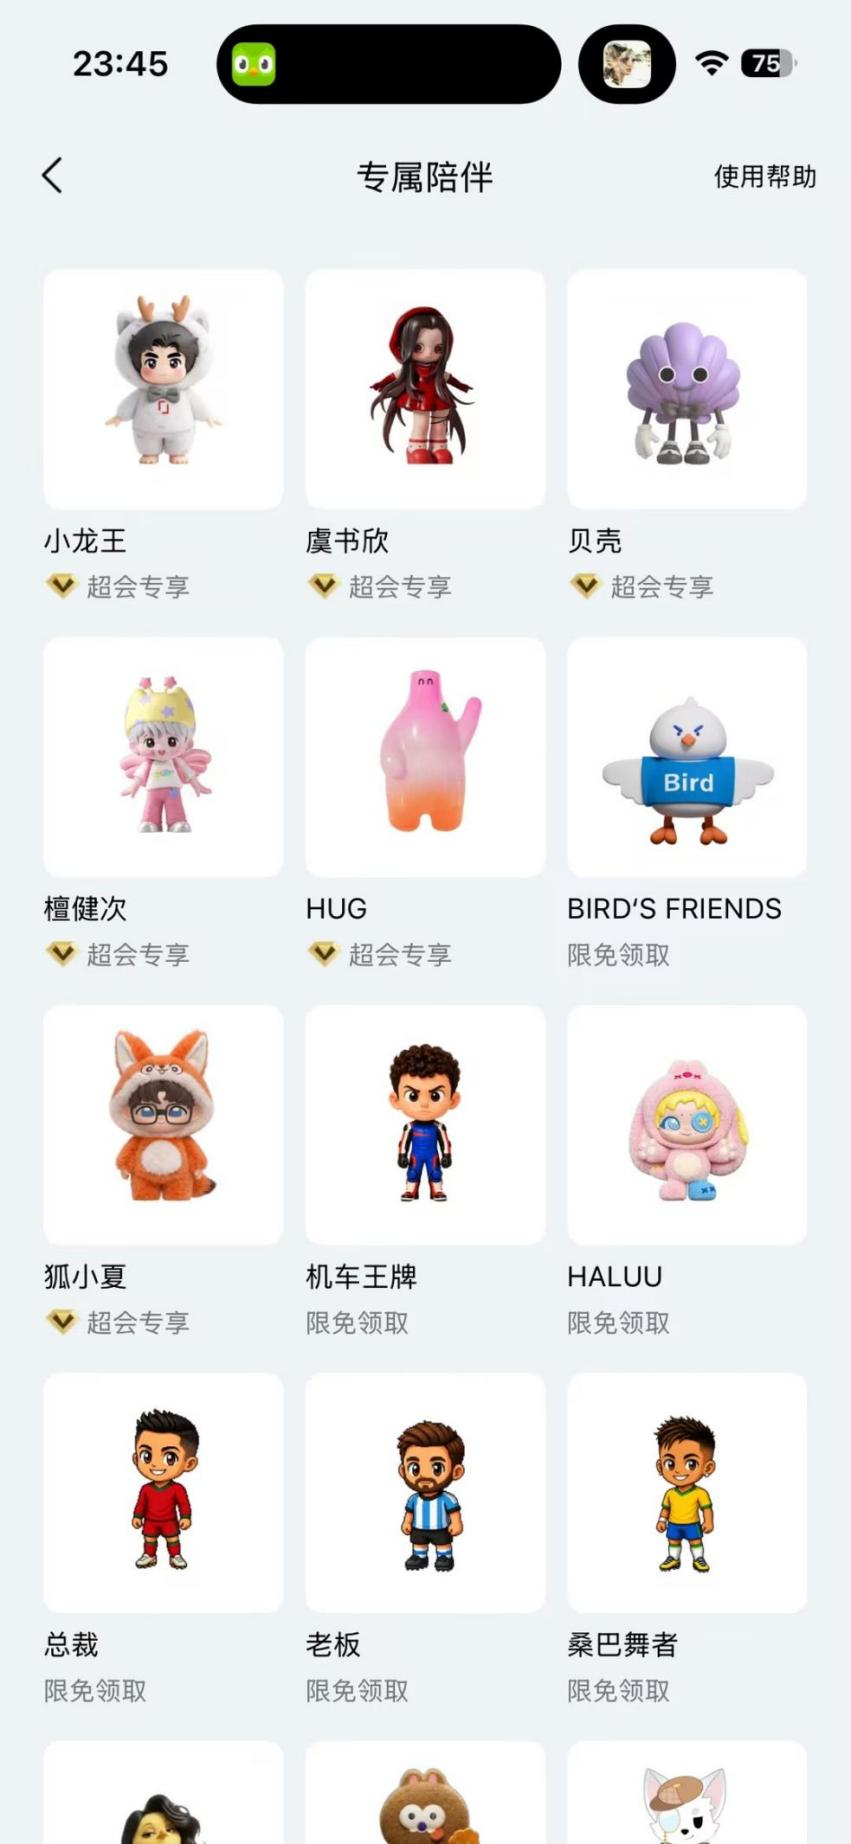 23:45
75
专属陪伴
使用帮助
小龙王
虞书欣
贝壳
超会专享
超会专享
超会专享
Bird
檀健次
HUG
BIRD‘S FRIENDS
超会专享
超会专享
限免领取
狐小夏
机车王牌
HALUU
超会专享
限免领取
限免领取
总裁
老板
桑巴舞者
限免领取
限免领取
限免领取